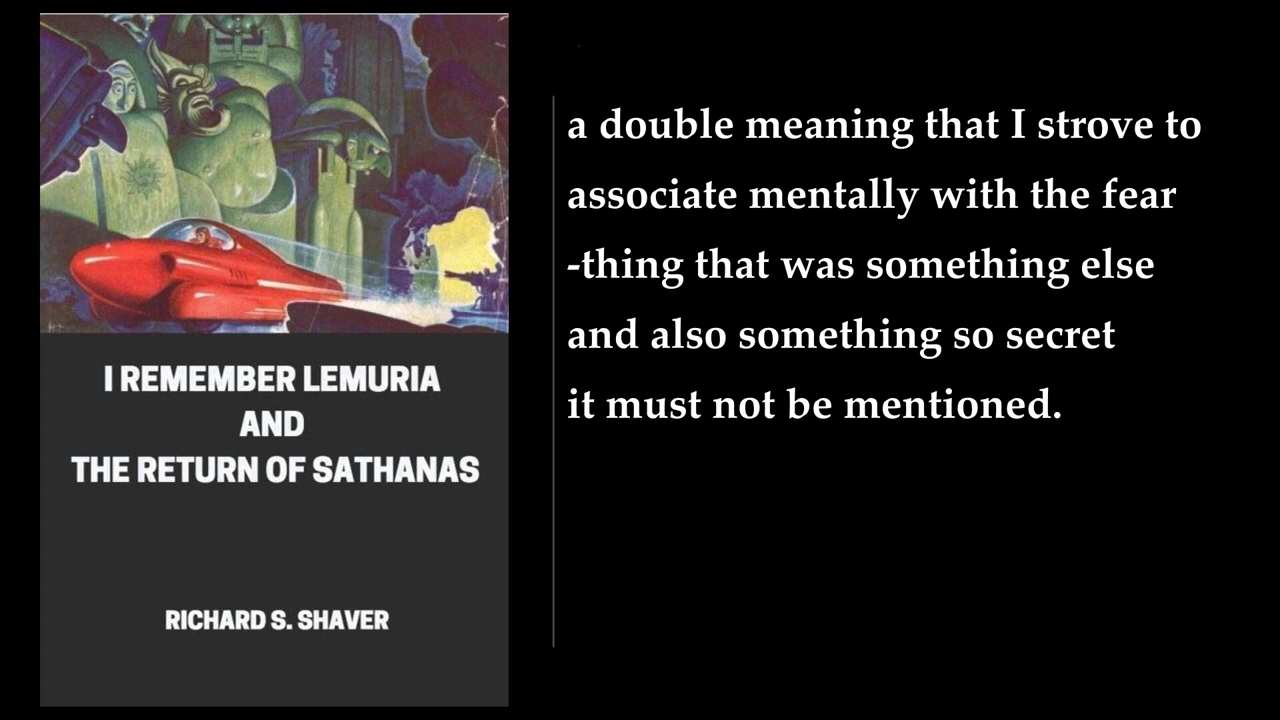 I REMEMBER LEMURIA
AND
THE RETURN OF SATHANAS
RICHARD S. SHAVER
a double meaning that I strove to
associate mentally with the fear
-thing that was something else
and also something so secret
it must not be mentioned.